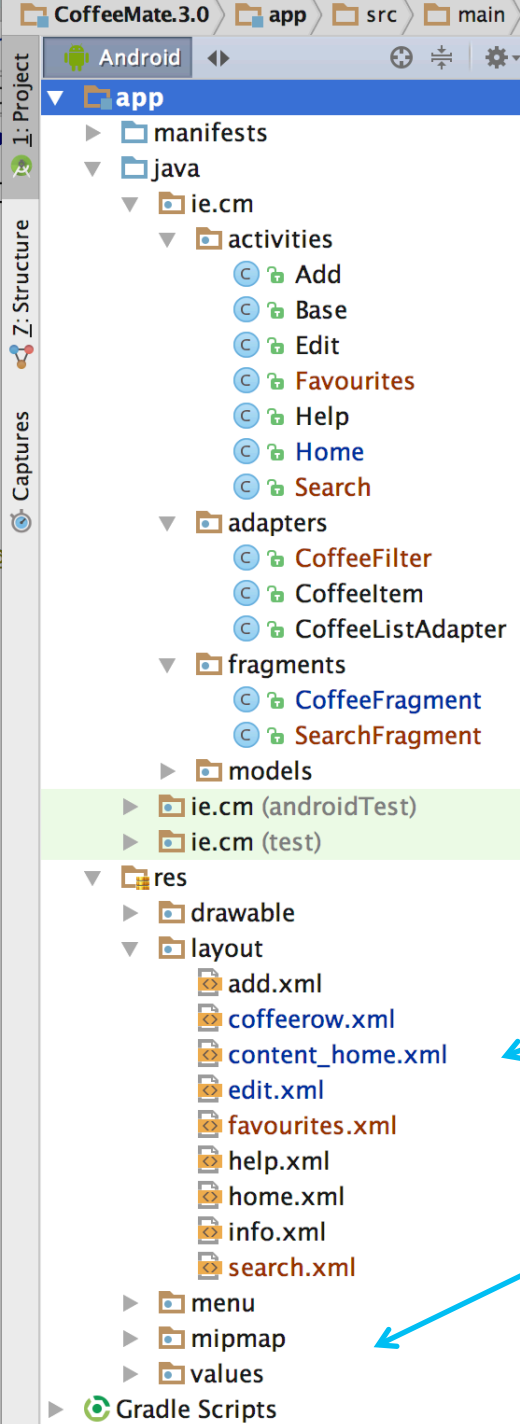 CoffeeMate.3.0 app src main
Android
1: Project
7: Structure
Captures
app
manifests
java
ie.cm
activities
Add
Base
Edit
Favourites
Help
Home
Search
adapters
CoffeeFilter
CoffeeItem
CoffeeListAdapter
fragments
CoffeeFragment
SearchFragment
models
ie.cm (androidTest)
ie.cm (test)
res
drawable
layout
add.xml
coffeerow.xml
content_home.xml
edit.xml
favourites.xml
help.xml
home.xml
info.xml
search.xml
menu
mipmap
values
Gradle Scripts